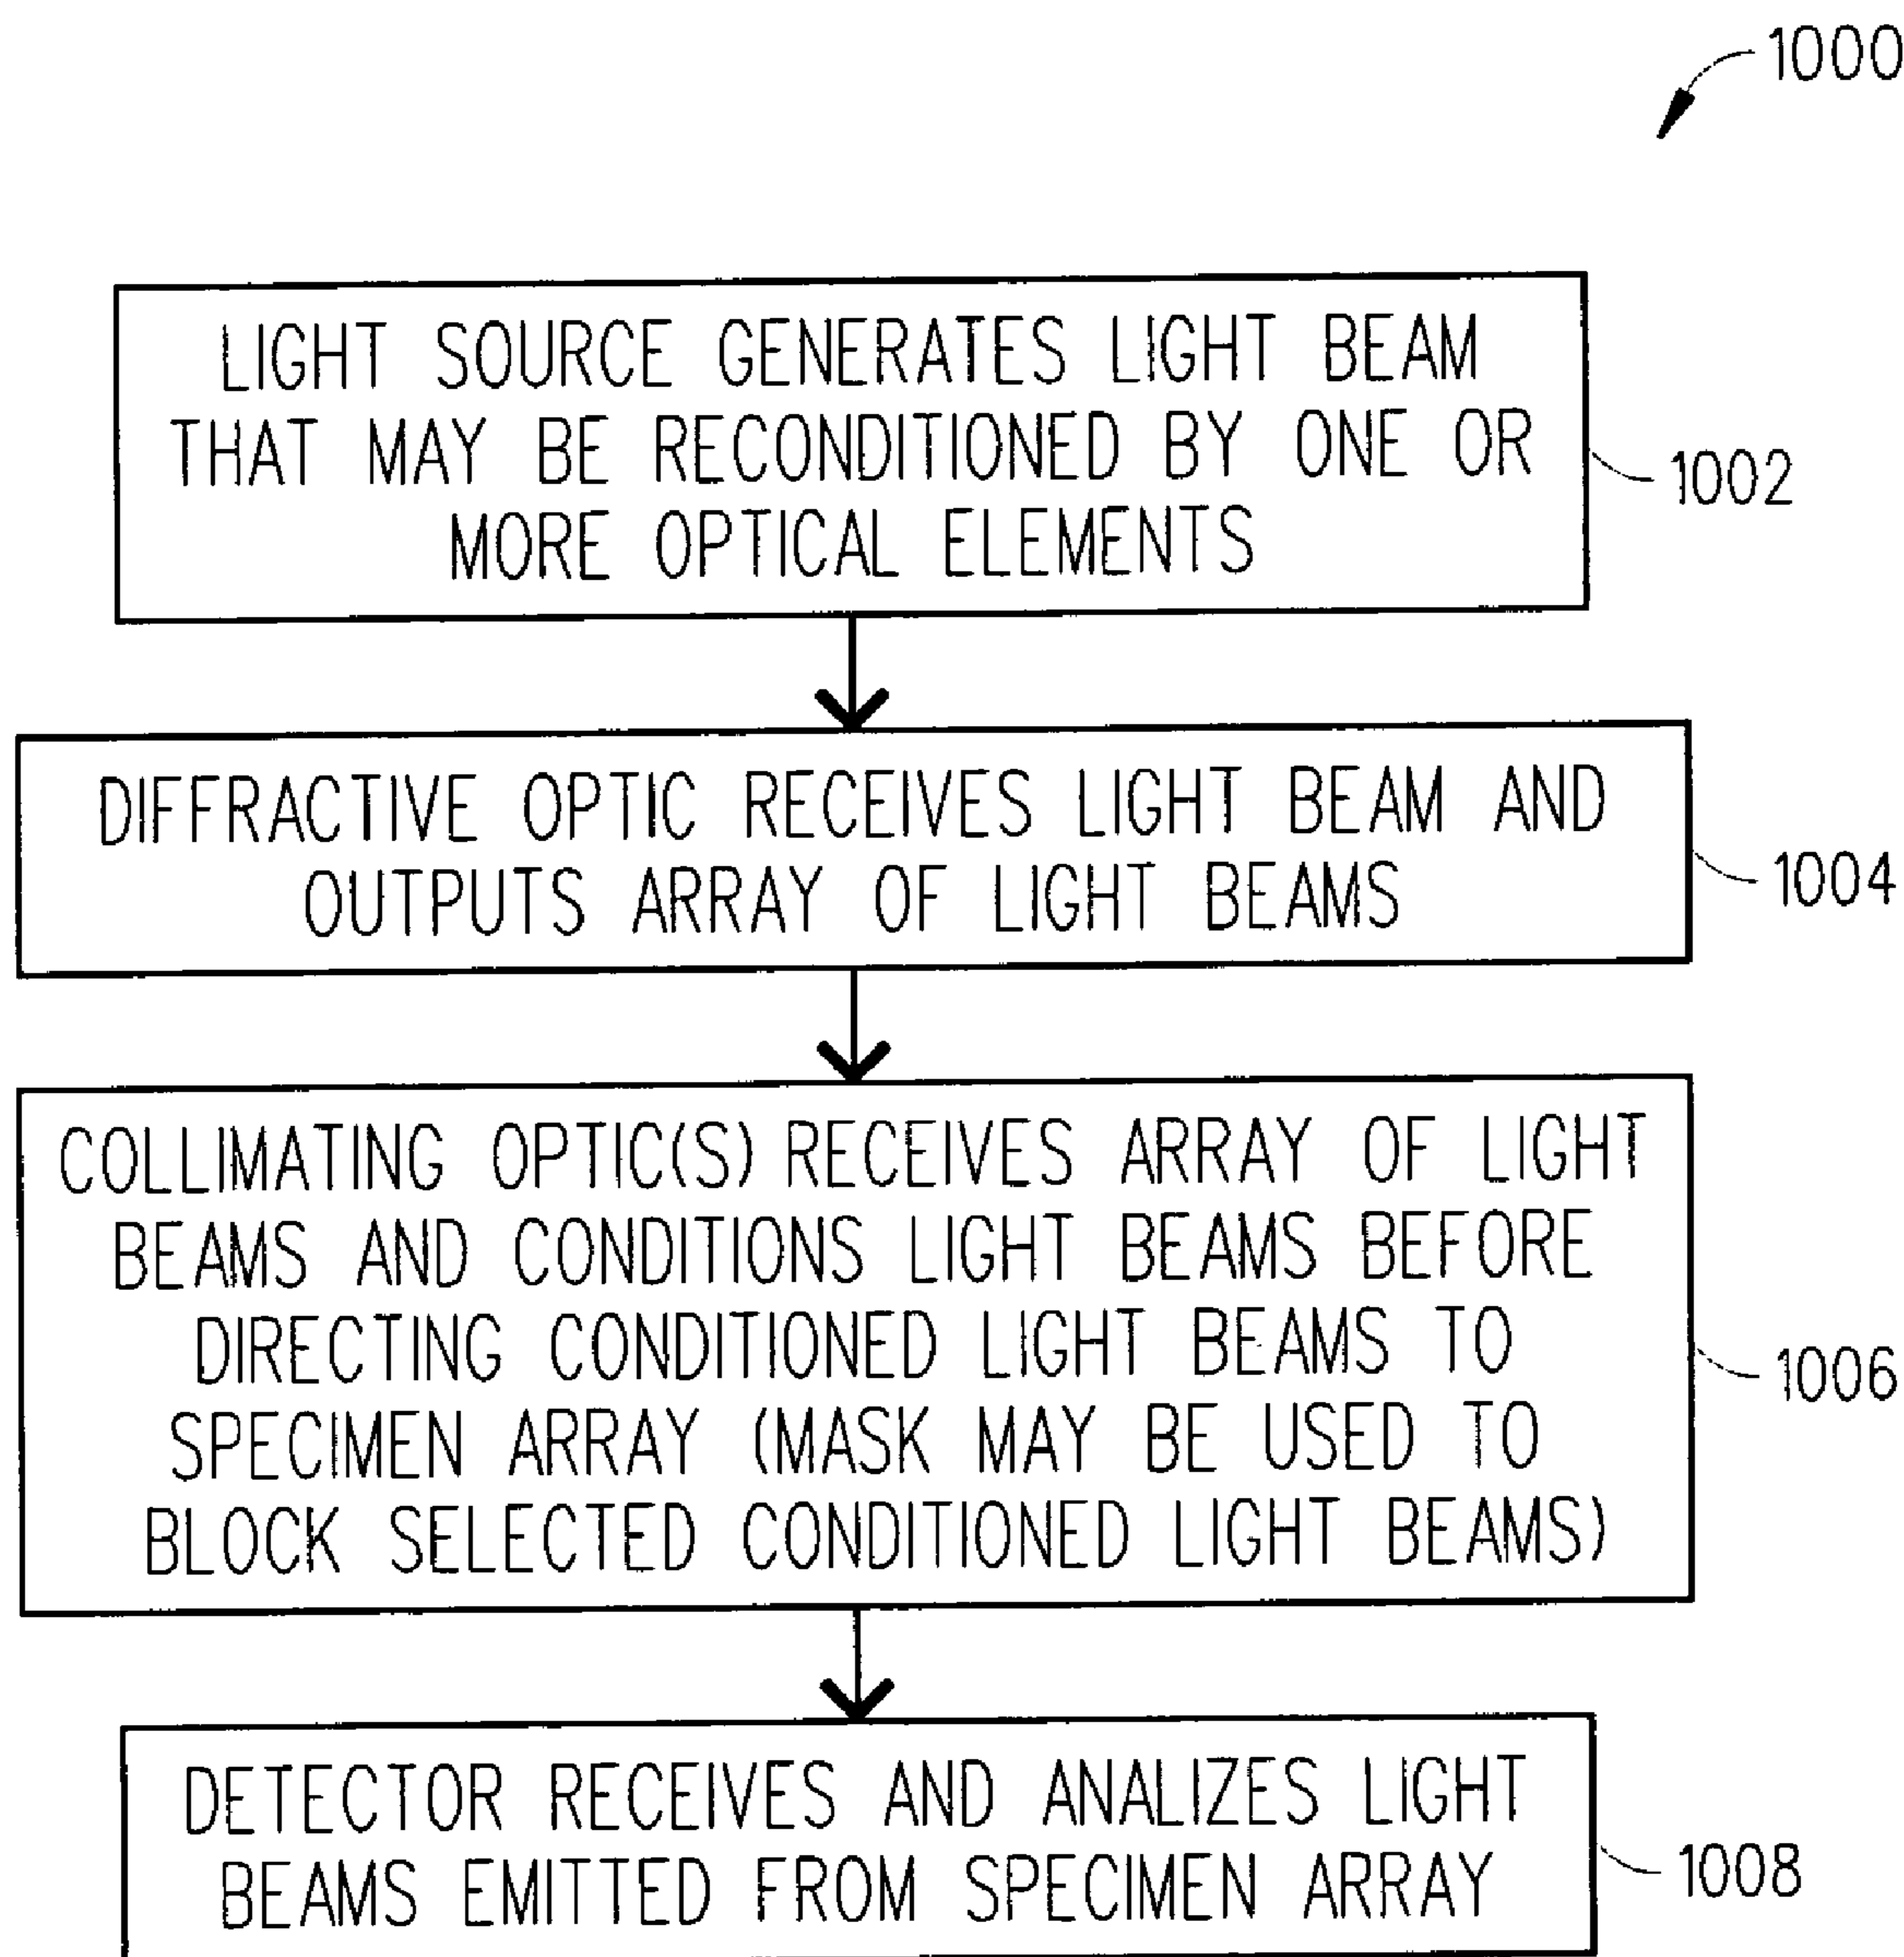 1000
LIGHT SOURCE GENERATES LIGHT BEAM
THAT MAY BE RECONDITIONED BY ONE OR
MORE OPTICAL ELEMENTS
1002
DIFFRACTIVE OPTIC RECEIVES LIGHT BEAM AND
OUTPUTS ARRAY OF LIGHT BEAMS
1004
COLLIMATING OPTIC(S) RECEIVES ARRAY OF LIGHT
BEAMS AND CONDITIONS LIGHT BEAMS BEFORE
DIRECTING CONDITIONED LIGHT BEAMS TO
SPECIMEN ARRAY (MASK MAY BE USED TO
BLOCK SELECTED CONDITIONED LIGHT BEAMS)
1006
DETECTOR RECEIVES AND ANALIZES LIGHT
BEAMS EMITTED FROM SPECIMEN ARRAY
1008